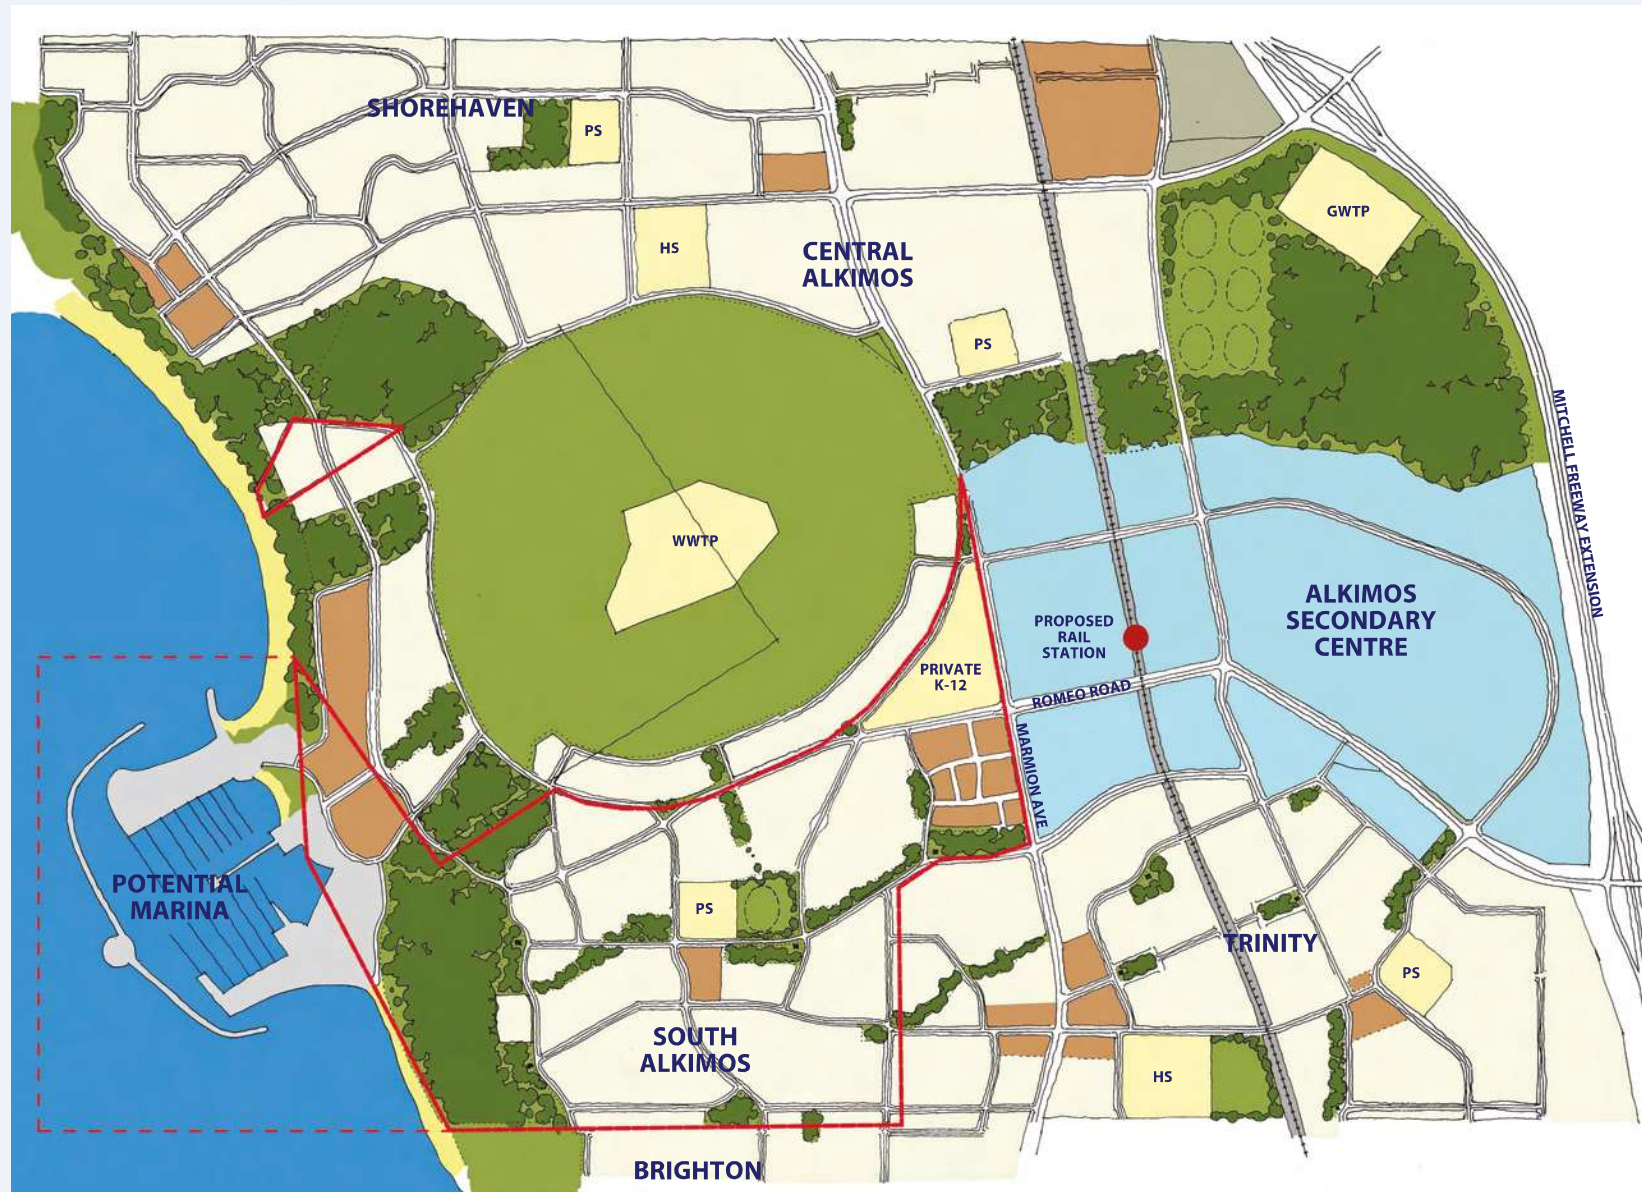 SHOREHAVEN
PS
GWTP
HS
CENTRAL
ALKIMOS
PS
MITCHELL FREEWAY EXTENSION
WWTP
ALKIMOS
SECONDARY
CENTRE
PROPOSED
RAIL
STATION
PRIVATE
K-12
ROMEO ROAD
MARMION AVE
POTENTIAL
MARINA
PS
TRINITY
PS
SOUTH
ALKIMOS
HS
BRIGHTON